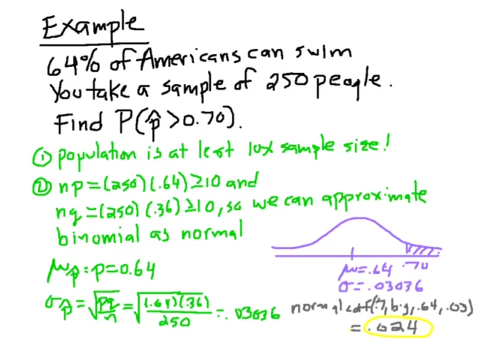 Example
64% of Americans can swim
You take a sample of 250 people.
Find P(p̂ > 0.70).
① population is at least 10x sample size!
② np = (250)(.64) ≥ 10 and
nq = (250)(.36) ≥ 10, so we can approximate
binomial as normal
μp̂ = p = 0.64
σp̂ = √(pq/n) = √((.64)(.36)/250) = .03036
μ = .64 .70
σ = .03036
normalcdf(.7, big, .64, .03)
= .024